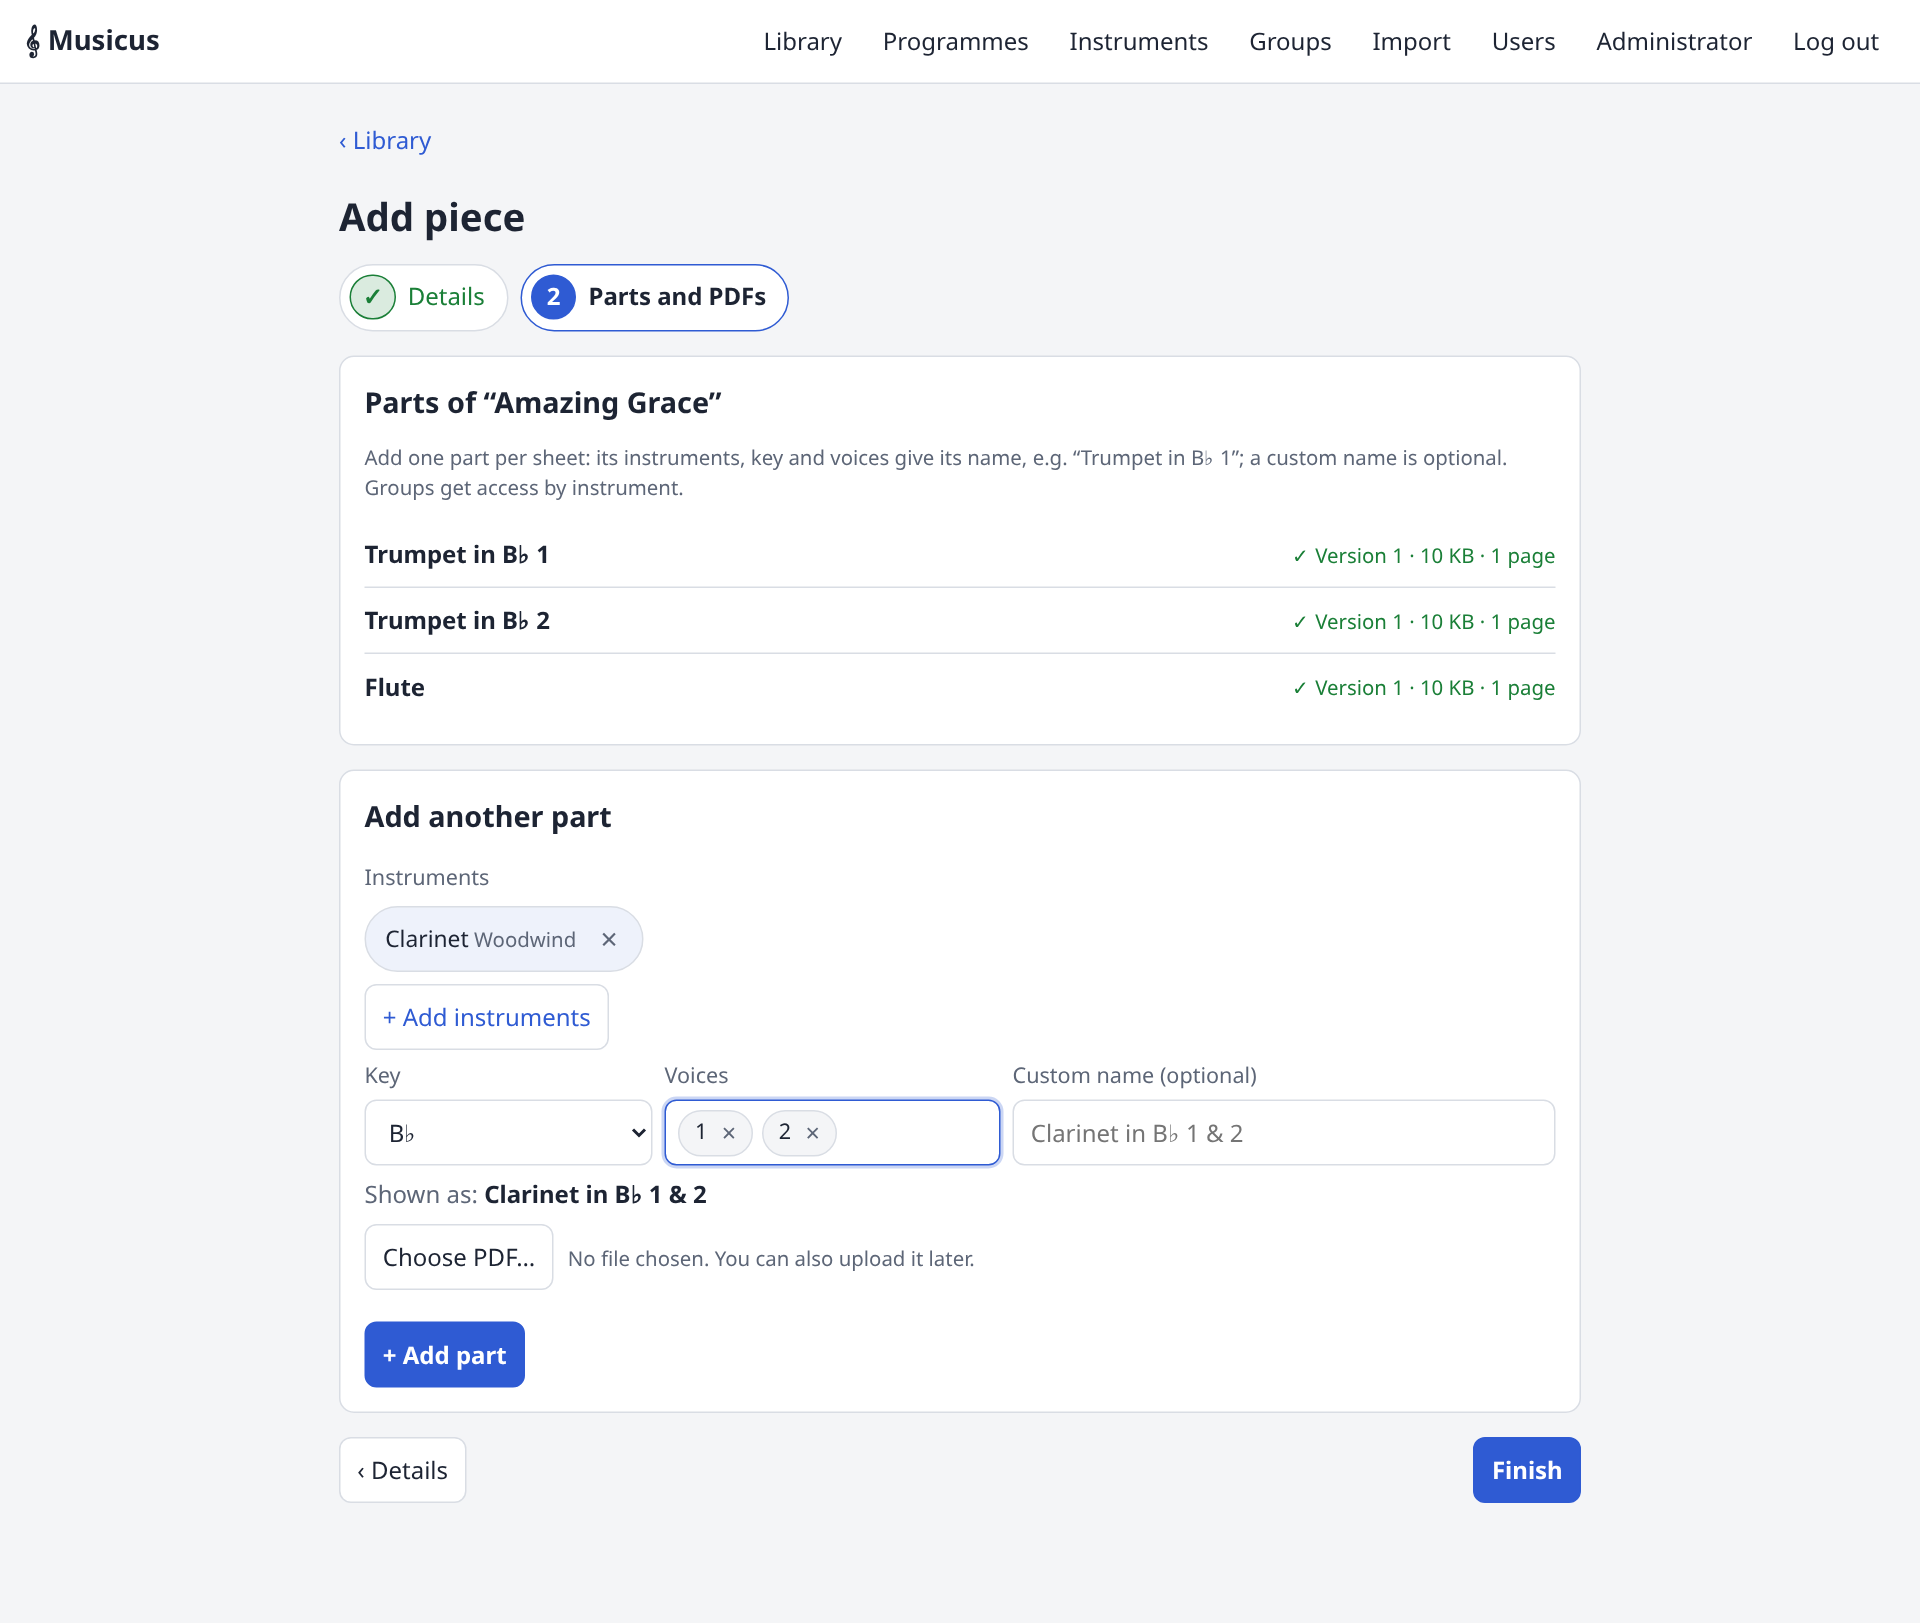 𝄞 Musicus
Library Programmes Instruments Groups Import Users Administrator Log out
‹ Library
Add piece
✓ Details
2 Parts and PDFs
Parts of “Amazing Grace”
Add one part per sheet: its instruments, key and voices give its name, e.g. “Trumpet in B♭ 1”; a custom name is optional.
Groups get access by instrument.
Trumpet in B♭ 1 ✓ Version 1 · 10 KB · 1 page
Trumpet in B♭ 2 ✓ Version 1 · 10 KB · 1 page
Flute ✓ Version 1 · 10 KB · 1 page
Add another part
Instruments
Clarinet Woodwind ✕
+ Add instruments
Key Voices Custom name (optional)
B♭ 1 ✕ 2 ✕ Clarinet in B♭ 1 & 2
Shown as: Clarinet in B♭ 1 & 2
Choose PDF… No file chosen. You can also upload it later.
+ Add part
‹ Details Finish